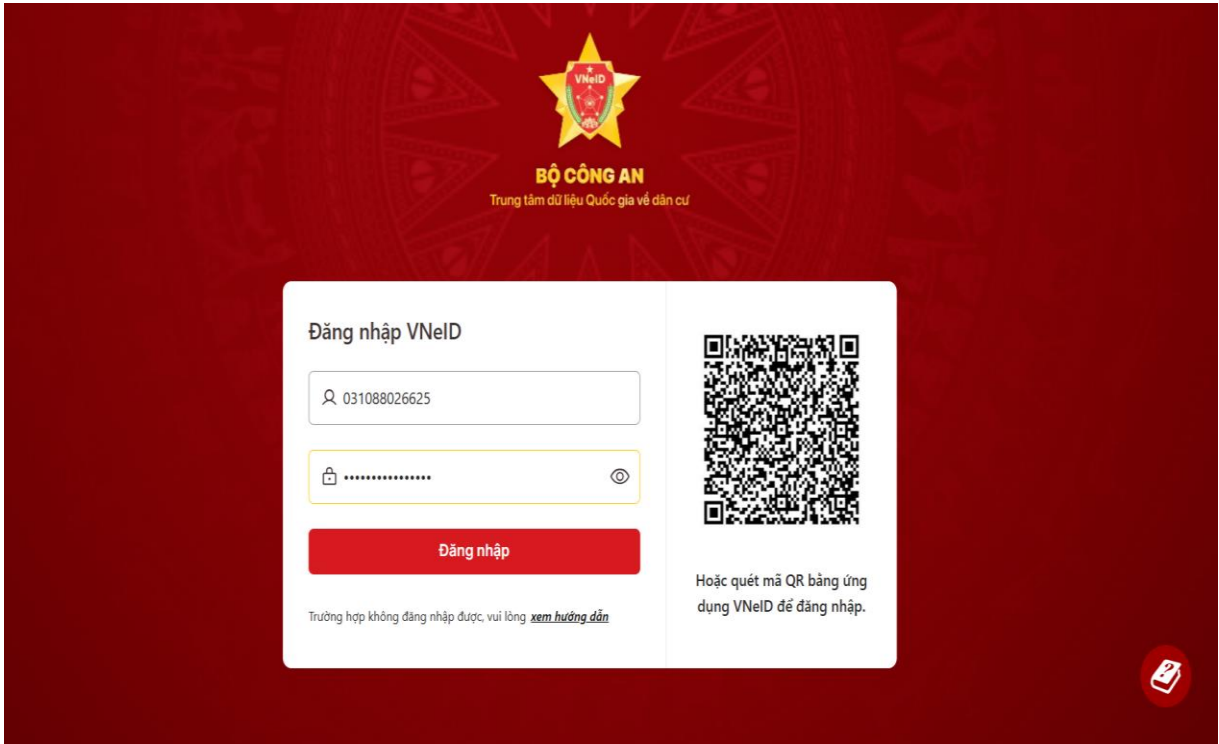 VNeID
BỘ CÔNG AN
Trung tâm dữ liệu Quốc gia về dân cư
Đăng nhập VNeID
031088026625
••••••••••••••••
Đăng nhập
Trường hợp không đăng nhập được, vui lòng xem hướng dẫn
Hoặc quét mã QR bằng ứng
dụng VNeID để đăng nhập.
?